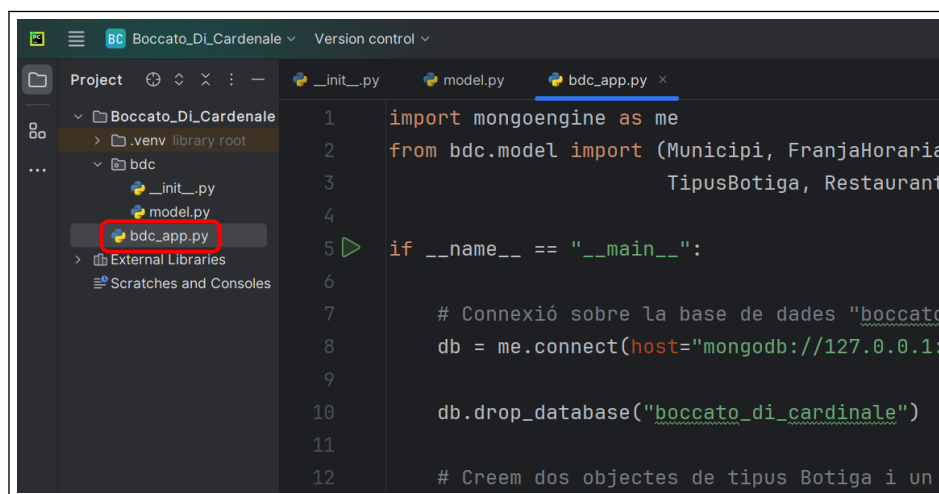 BC Boccato_Di_Cardenale Version control
Project
__init__.py model.py bdc_app.py
Boccato_Di_Cardenale
.venv library root
bdc
__init__.py
model.py
bdc_app.py
External Libraries
Scratches and Consoles
1 import mongoengine as me
2 from bdc.model import (Municipi, FranjaHoraria
3 TipusBotiga, Restaurant
4
5 if __name__ == "__main__":
6
7 # Connexió sobre la base de dades "boccato
8 db = me.connect(host="mongodb://127.0.0.1:
9
10 db.drop_database("boccato_di_cardinale")
11
12 # Creem dos objectes de tipus Botiga i un